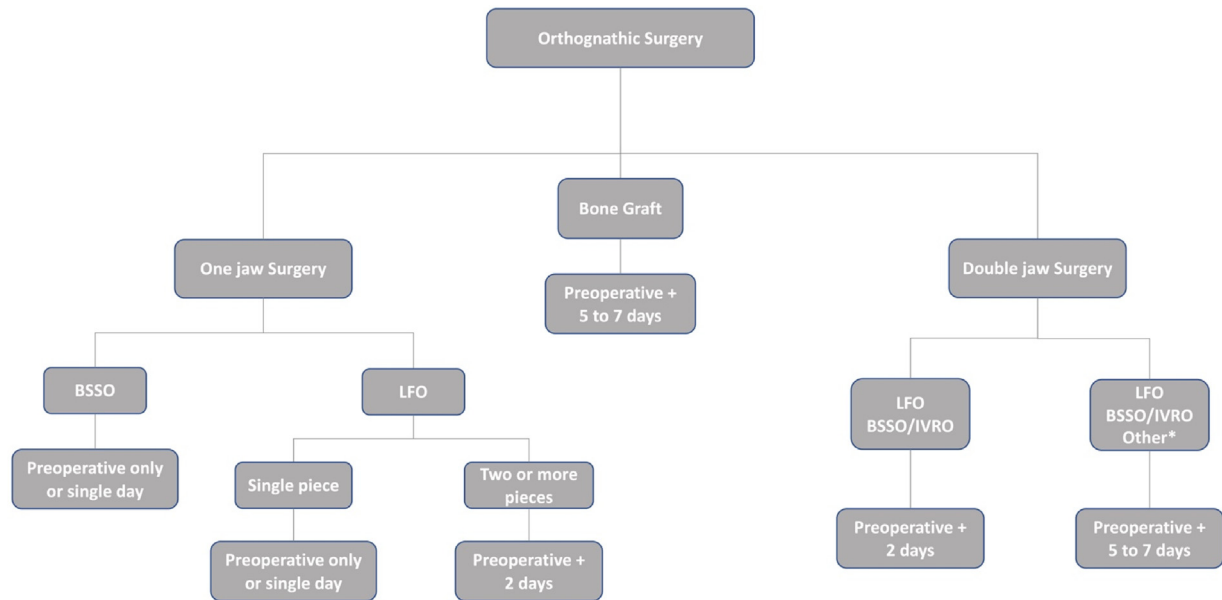 Orthognathic Surgery
Bone Graft
One jaw Surgery
Double jaw Surgery
Preoperative +
5 to 7 days
BSSO
LFO
LFO
BSSO/IVRO
LFO
BSSO/IVRO
Other*
Preoperative only
or single day
Single piece
Two or more
pieces
Preoperative +
2 days
Preoperative +
5 to 7 days
Preoperative only
or single day
Preoperative +
2 days